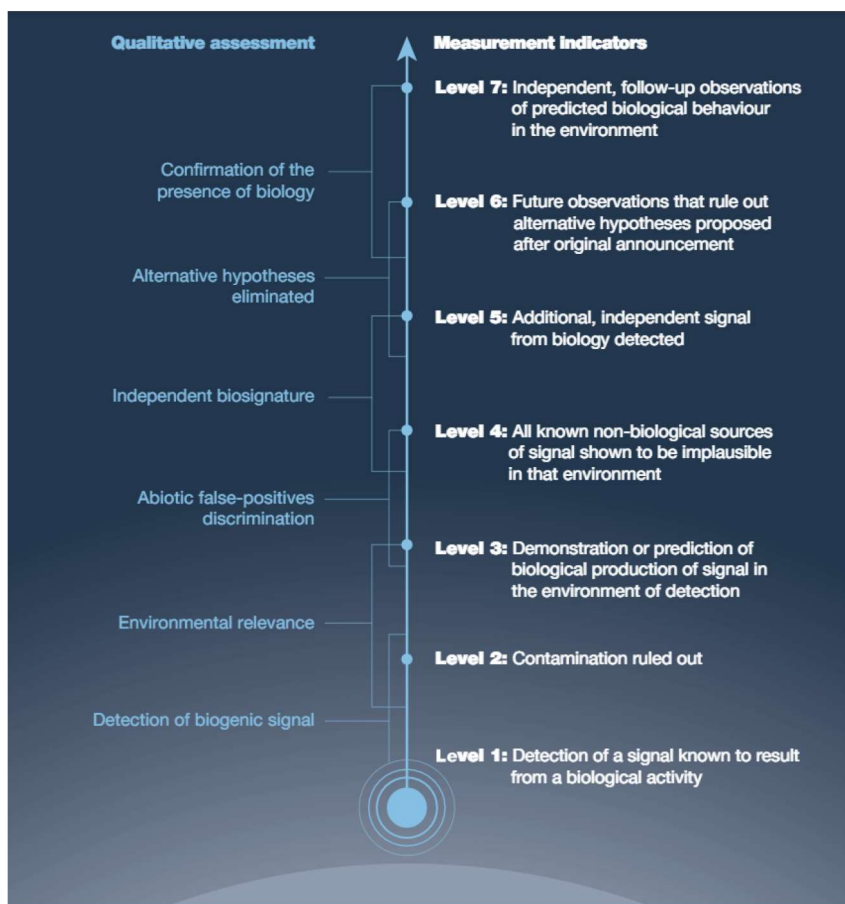 Qualitative assessment
Measurement indicators
Level 7: Independent, follow-up observations
of predicted biological behaviour
in the environment
Confirmation of the
presence of biology
Level 6: Future observations that rule out
alternative hypotheses proposed
after original announcement
Alternative hypotheses
eliminated
Level 5: Additional, independent signal
from biology detected
Independent biosignature
Level 4: All known non-biological sources
of signal shown to be implausible
in that environment
Abiotic false-positives
discrimination
Level 3: Demonstration or prediction of
biological production of signal in
the environment of detection
Environmental relevance
Level 2: Contamination ruled out
Detection of biogenic signal
Level 1: Detection of a signal known to result
from a biological activity